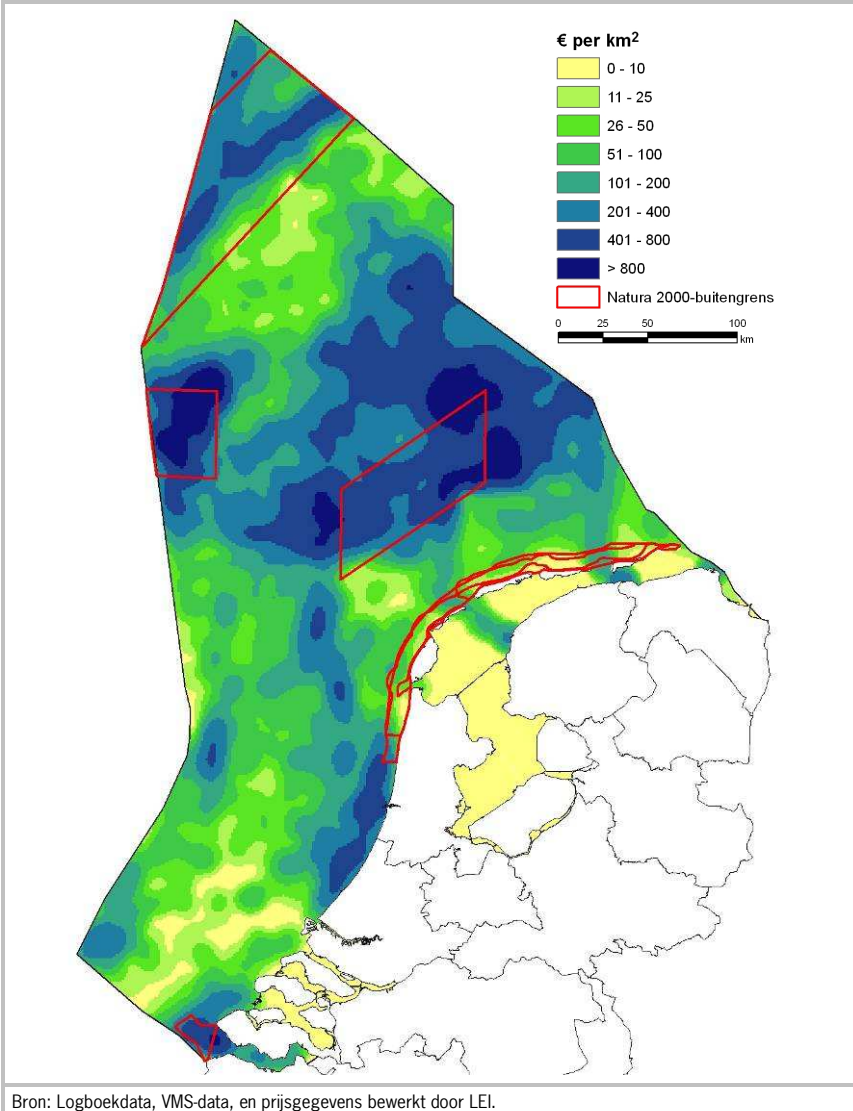 € per km²
0 - 10
11 - 25
26 - 50
51 - 100
101 - 200
201 - 400
401 - 800
> 800
Natura 2000-buitengrens
0 25 50 100
km
Bron: Logboekdata, VMS-data, en prijsgegevens bewerkt door LEI.